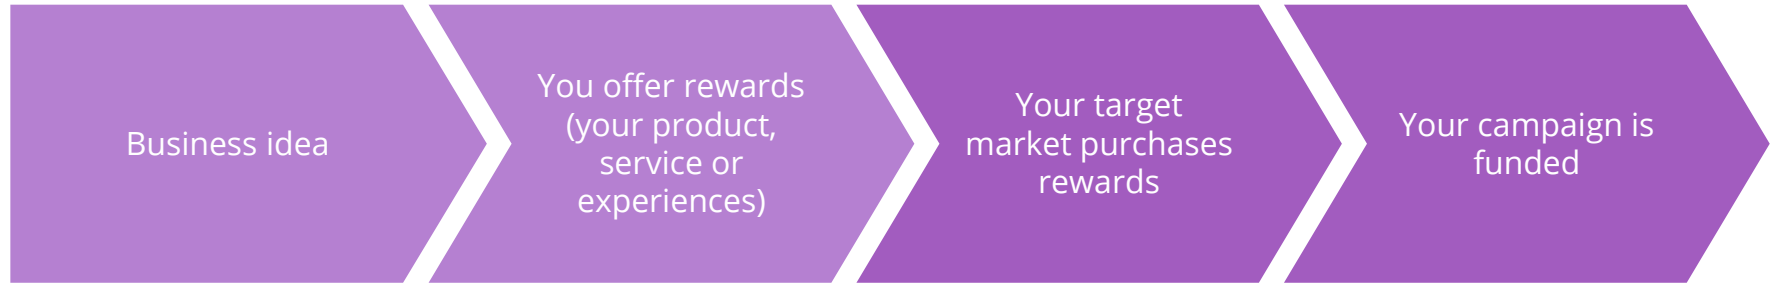 Business idea
You offer rewards
(your product,
service or
experiences)
Your target
market purchases
rewards
Your campaign is
funded